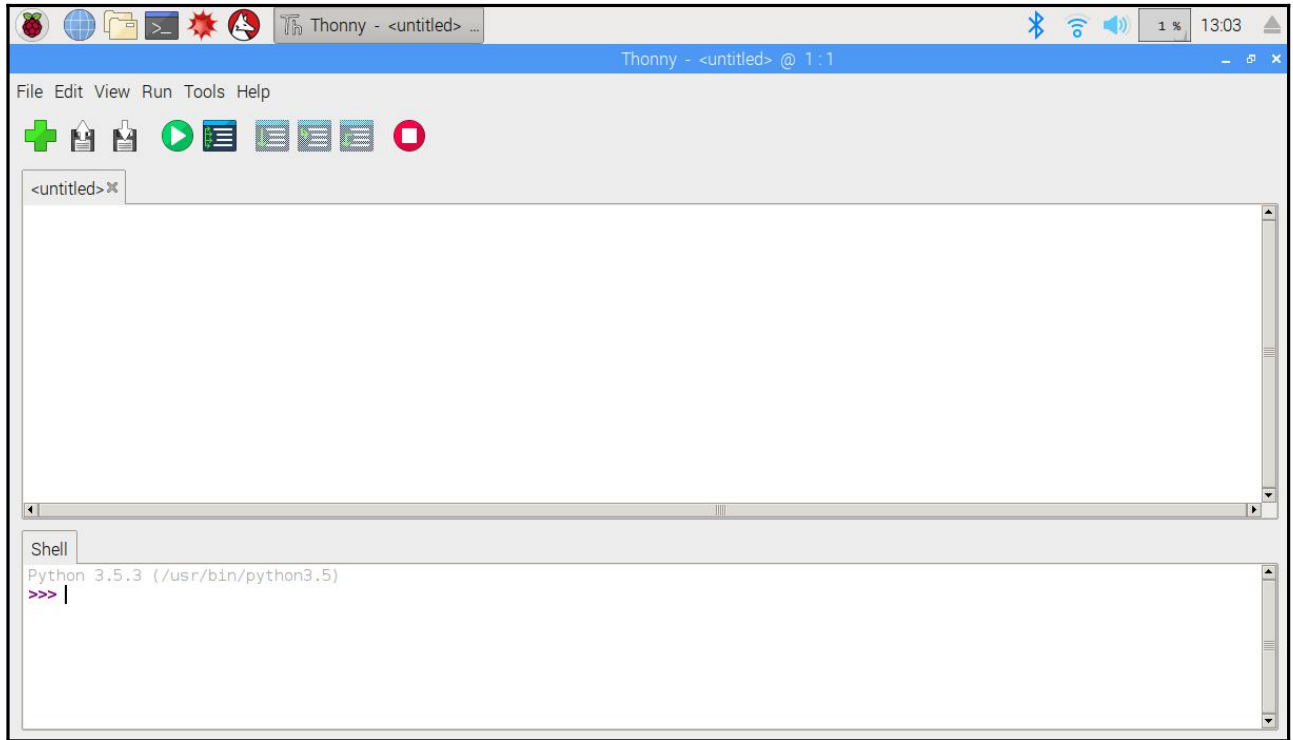 Thonny - <untitled> ... 1 % 13:03
Thonny - <untitled> @ 1 : 1
File Edit View Run Tools Help
<untitled>
Shell
Python 3.5.3 (/usr/bin/python3.5)
>>>